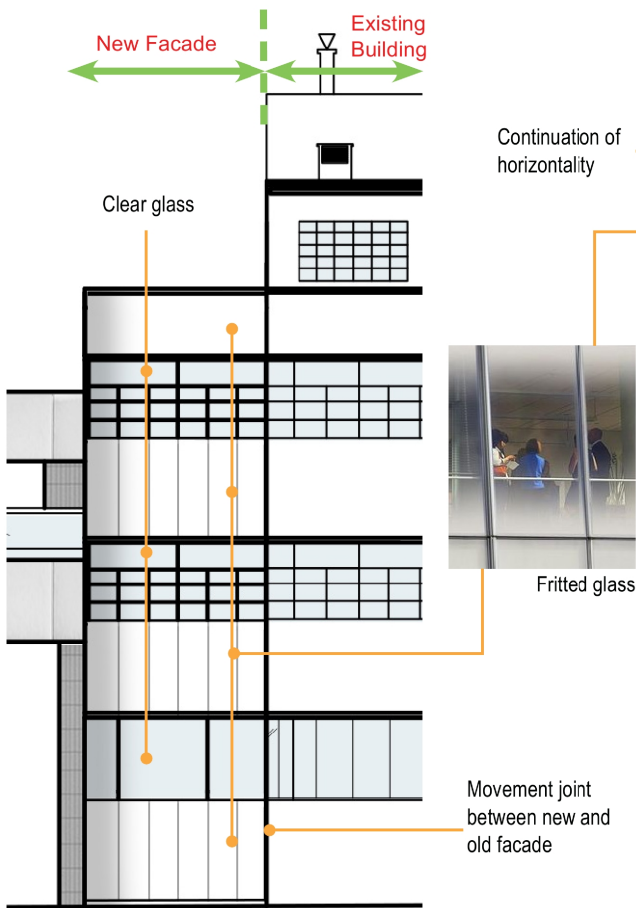 New Facade
Existing
Building
Continuation of
horizontality
Clear glass
Fritted glass
Movement joint
between new and
old facade